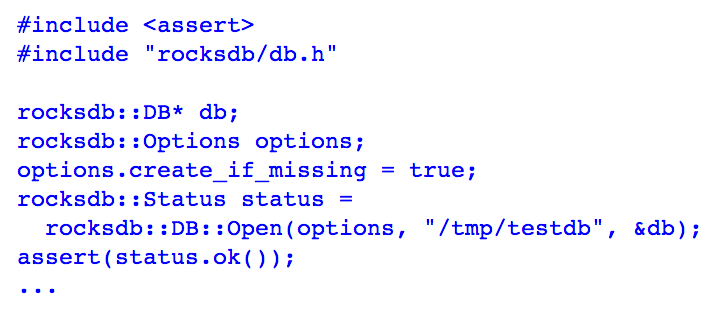 #include <assert>
#include "rocksdb/db.h"

rocksdb::DB* db;
rocksdb::Options options;
options.create_if_missing = true;
rocksdb::Status status =
  rocksdb::DB::Open(options, "/tmp/testdb", &db);
assert(status.ok());
...